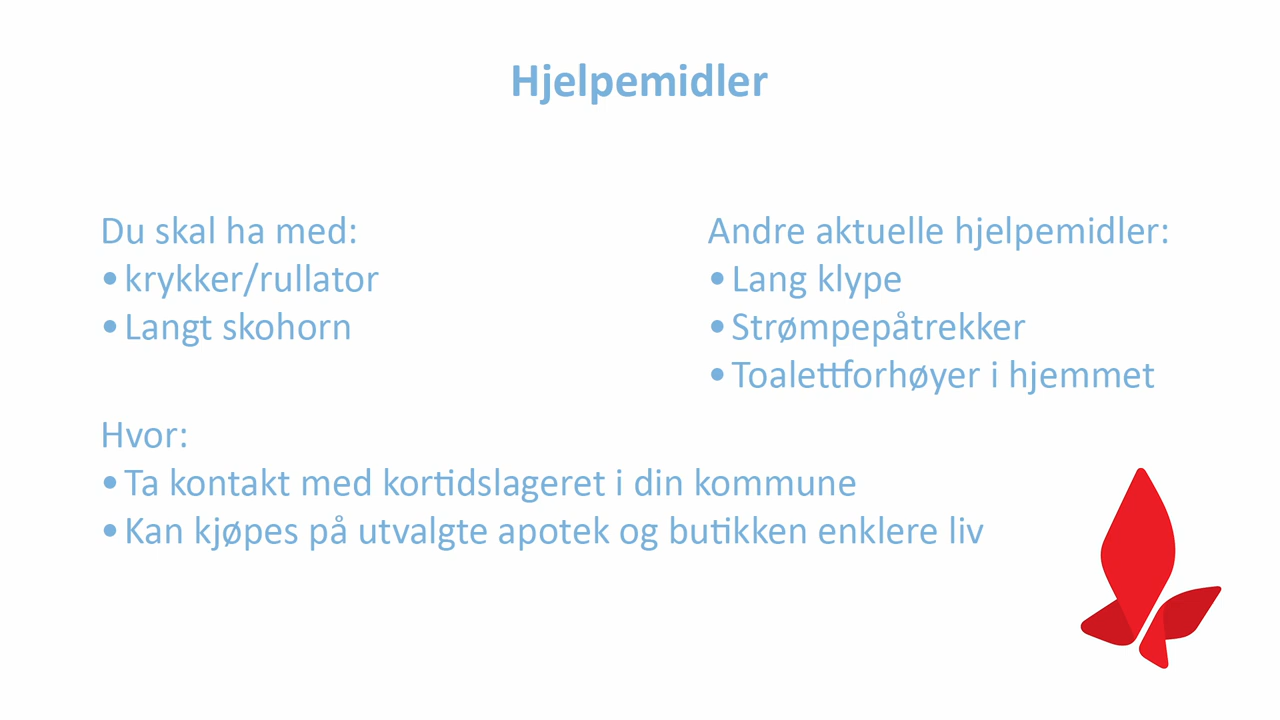 Hjelpemidler
Du skal ha med:
•krykker/rullator
•Langt skohorn
Andre aktuelle hjelpemidler:
•Lang klype
•Strømpepåtrekker
•Toalettforhøyer i hjemmet
Hvor:
•Ta kontakt med kortidslageret i din kommune
•Kan kjøpes på utvalgte apotek og butikken enklere liv